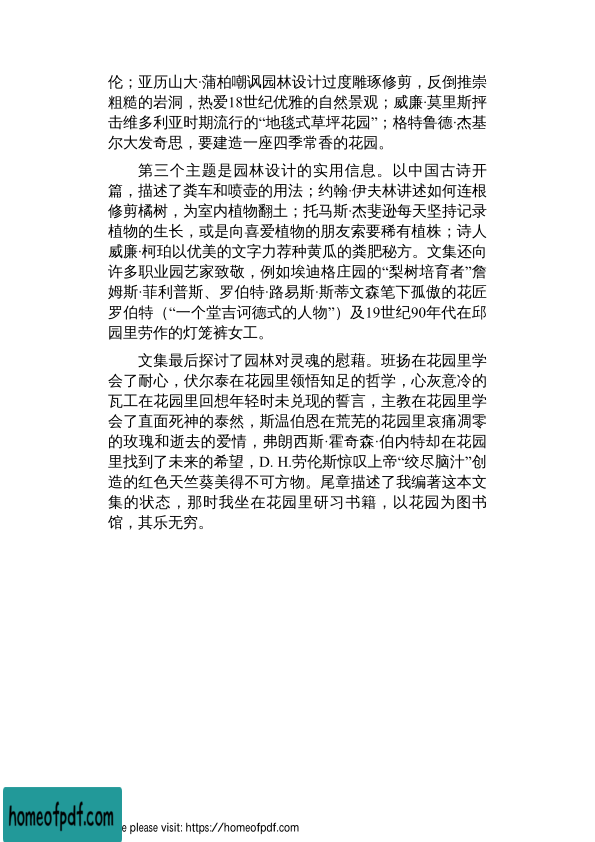 伦；亚历山大·蒲柏嘲讽园林设计过度雕琢修剪，反倒推崇
粗糙的岩洞，热爱18世纪优雅的自然景观；威廉·莫里斯抨
击维多利亚时期流行的“地毯式草坪花园”；格特鲁德·杰基
尔大发奇思，要建造一座四季常香的花园。
第三个主题是园林设计的实用信息。以中国古诗开
篇，描述了粪车和喷壶的用法；约翰·伊夫林讲述如何连根
修剪橘树，为室内植物翻土；托马斯·杰斐逊每天坚持记录
植物的生长，或是向喜爱植物的朋友索要稀有植株；诗人
威廉·柯珀以优美的文字力荐种黄瓜的粪肥秘方。文集还向
许多职业园艺家致敬，例如埃迪格庄园的“梨树培育者”詹
姆斯·菲利普斯、罗伯特·路易斯·斯蒂文森笔下孤傲的花匠
罗伯特（“一个堂吉诃德式的人物”）及19世纪90年代在邱
园里劳作的灯笼裤女工。
文集最后探讨了园林对灵魂的慰藉。班扬在花园里学
会了耐心，伏尔泰在花园里领悟知足的哲学，心灰意冷的
瓦工在花园里回想年轻时未兑现的誓言，主教在花园里学
会了直面死神的泰然，斯温伯恩在荒芜的花园里哀痛凋零
的玫瑰和逝去的爱情，弗朗西斯·霍奇森·伯内特却在花园
里找到了未来的希望，D. H.劳伦斯惊叹上帝“绞尽脑汁”创
造的红色天竺葵美得不可方物。尾章描述了我编著这本文
集的状态，那时我坐在花园里研习书籍，以花园为图书
馆，其乐无穷。
homeofpdf.com
e please visit: https://homeofpdf.com